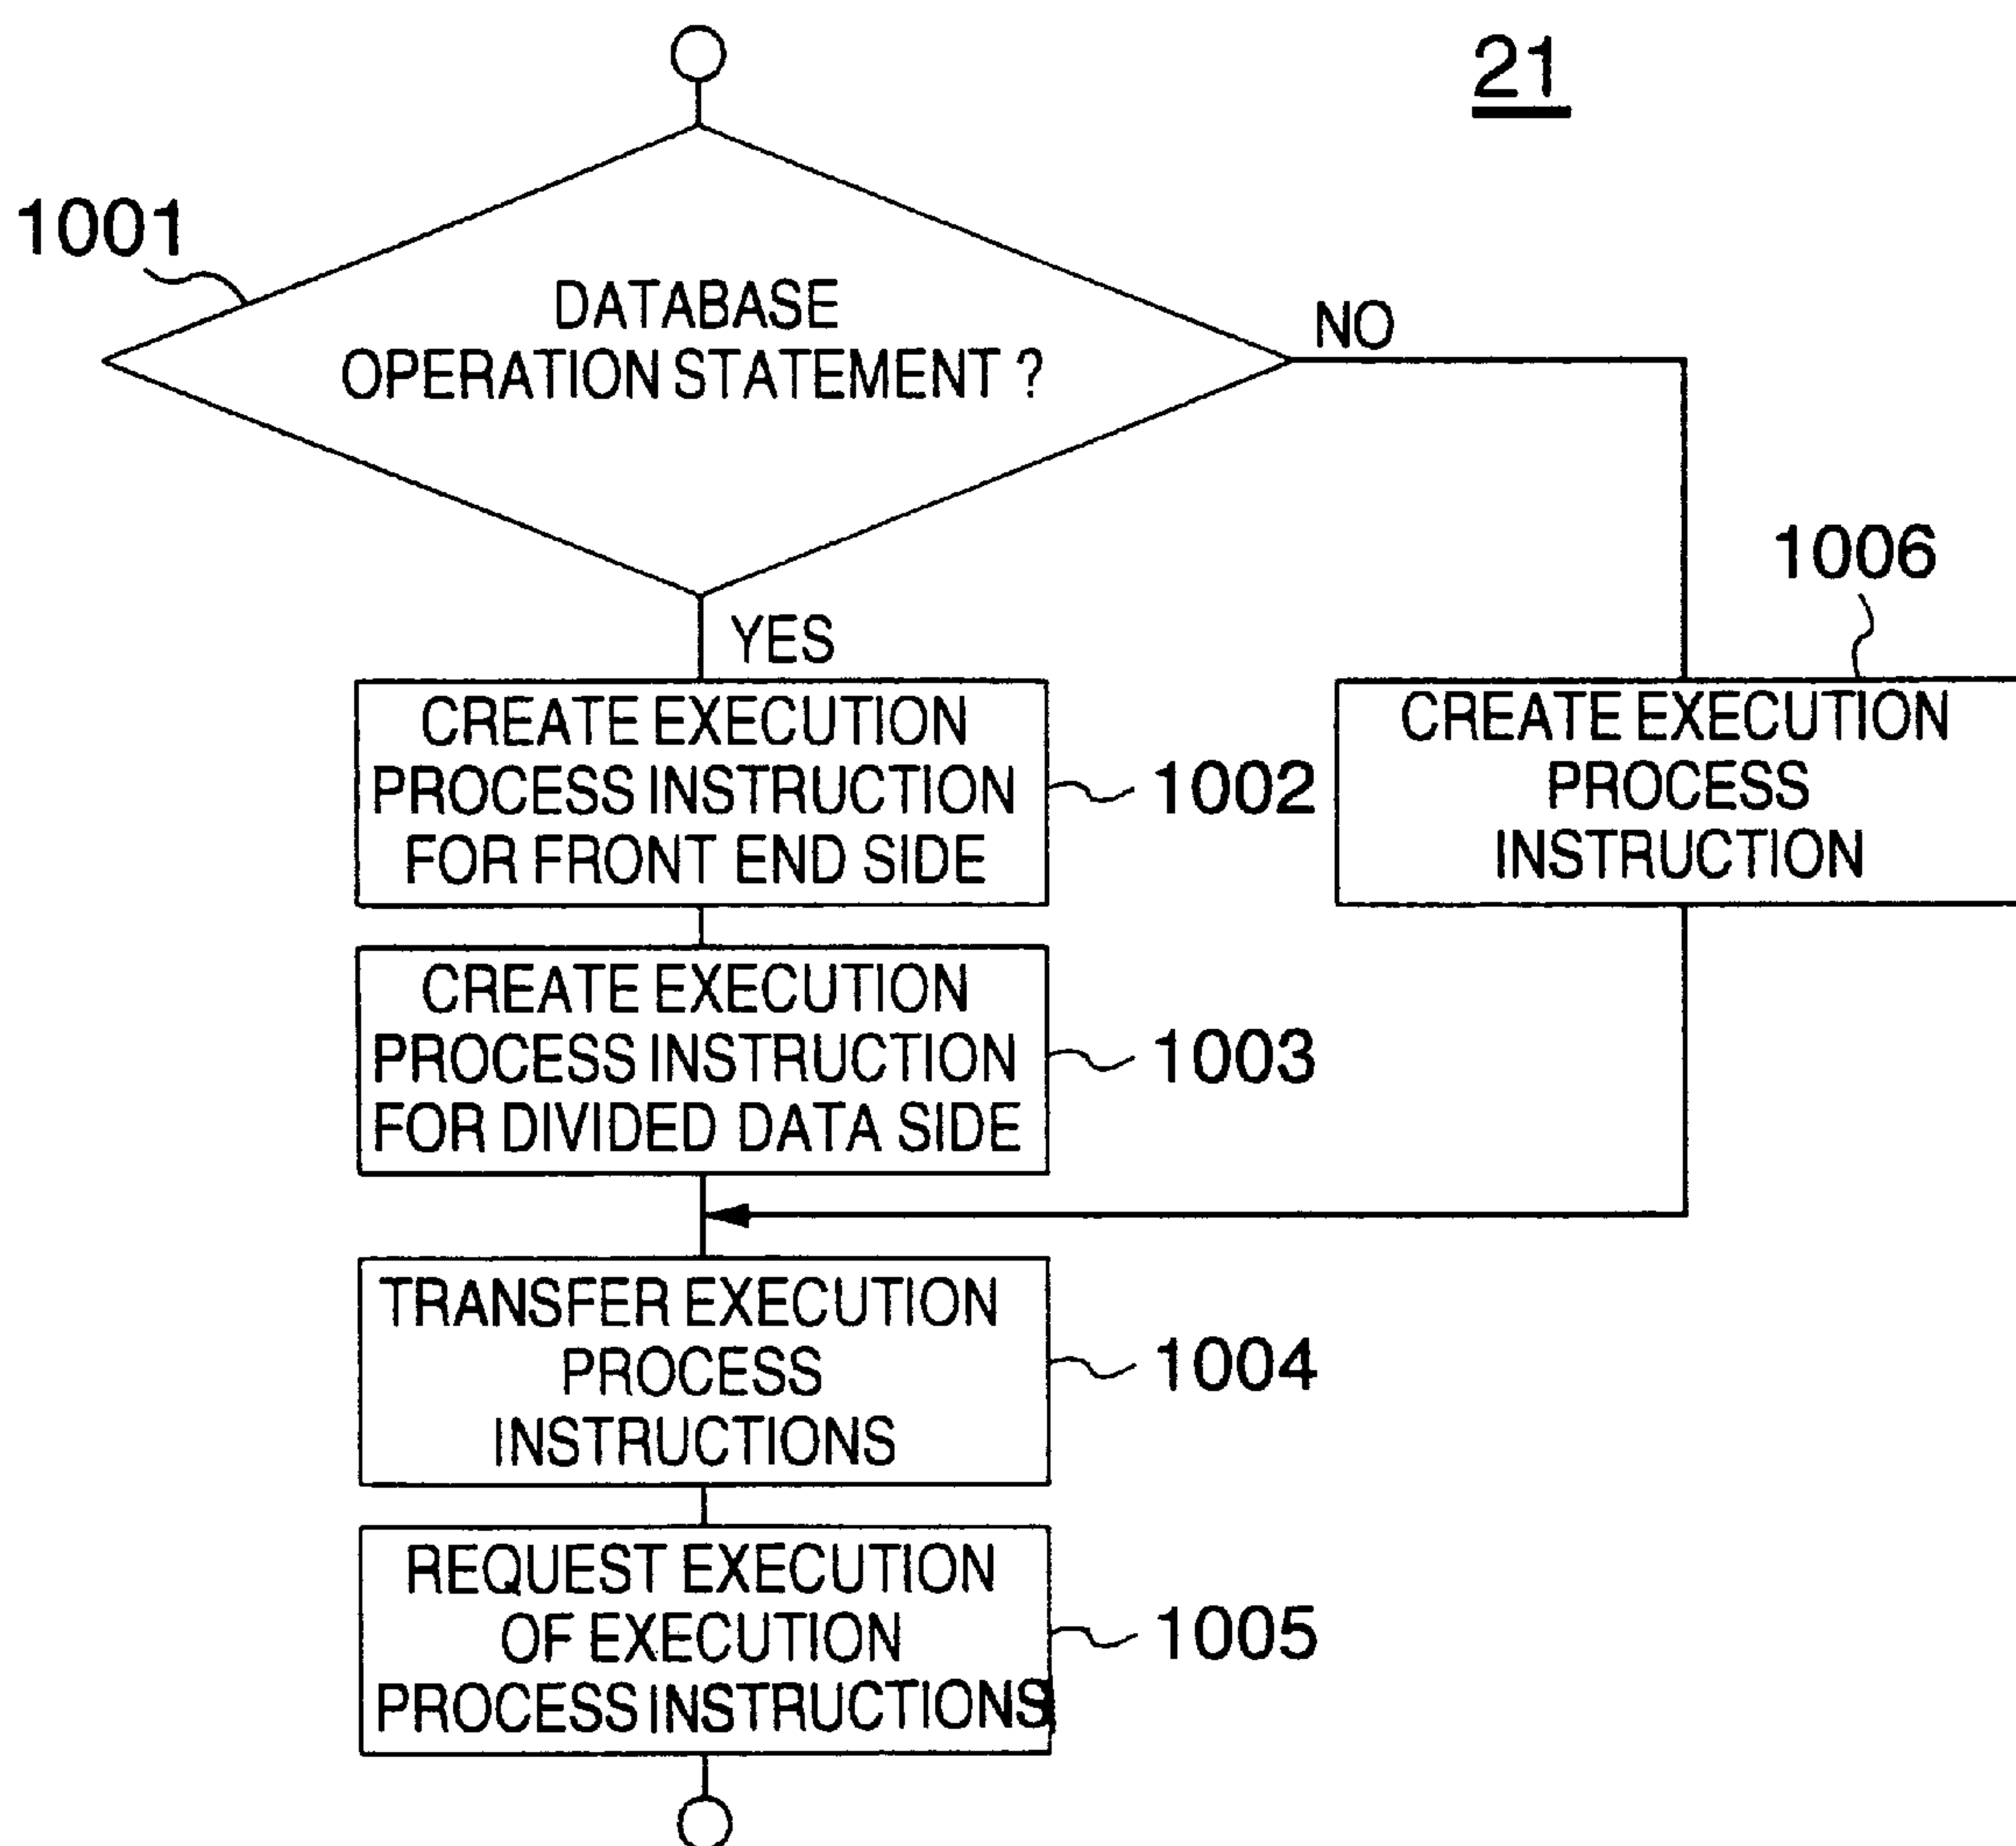 21
1001
DATABASE
OPERATION STATEMENT ?
NO
YES
1006
CREATE EXECUTION
PROCESS INSTRUCTION
FOR FRONT END SIDE
1002
CREATE EXECUTION
PROCESS
INSTRUCTION
CREATE EXECUTION
PROCESS INSTRUCTION
FOR DIVIDED DATA SIDE
1003
TRANSFER EXECUTION
PROCESS
INSTRUCTIONS
1004
REQUEST EXECUTION
OF EXECUTION
PROCESS INSTRUCTIONS
1005